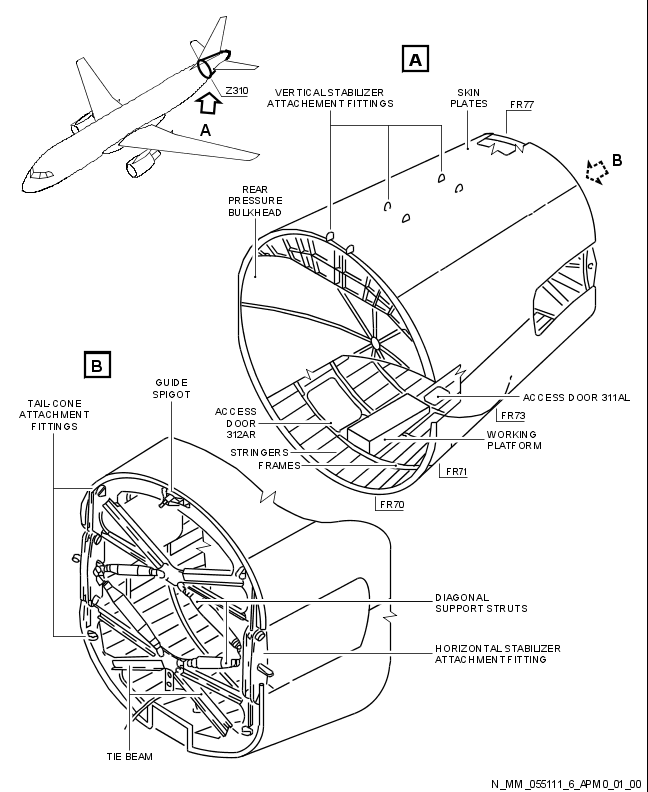 A
Z310
A
VERTICAL STABILIZER
ATTACHEMENT FITTINGS
SKIN
PLATES
FR77
B
REAR
PRESSURE
BULKHEAD
B
GUIDE
SPIGOT
TAIL-CONE
ATTACHMENT
FITTINGS
ACCESS
DOOR
312AR
STRINGERS
FRAMES
ACCESS DOOR 311AL
FR73
WORKING
PLATFORM
FR71
FR70
DIAGONAL
SUPPORT STRUTS
HORIZONTAL STABILIZER
ATTACHMENT FITTING
TIE BEAM
N_MM_055111_6_APM0_01_00